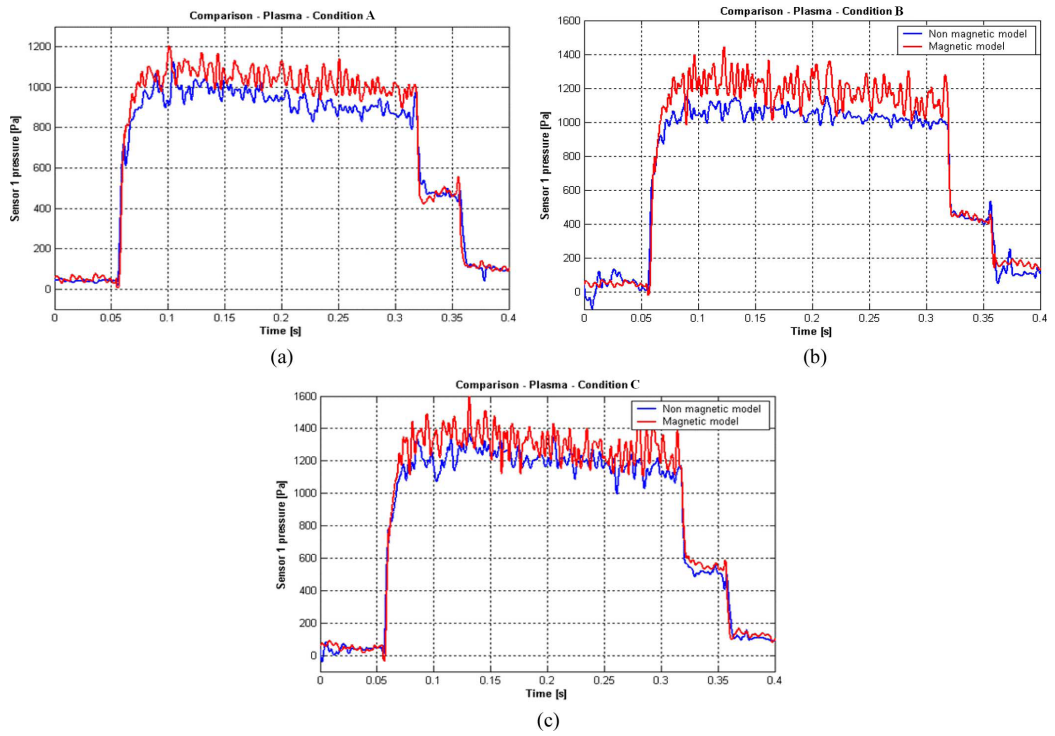 Comparison - Plasma - Condition A
Sensor 1 pressure [Pa]
1200
1000
800
600
400
200
0
0 0.05 0.1 0.15 0.2 0.25 0.3 0.35 0.4
Time [s]
(a)
Comparison - Plasma - Condition B
Non magnetic model
Magnetic model
Sensor 1 pressure [Pa]
1600
1400
1200
1000
800
600
400
200
0
0 0.05 0.1 0.15 0.2 0.25 0.3 0.35 0.4
Time [s]
(b)
Comparison - Plasma - Condition C
Non magnetic model
Magnetic model
Sensor 1 pressure [Pa]
1600
1400
1200
1000
800
600
400
200
0
0 0.05 0.1 0.15 0.2 0.25 0.3 0.35 0.4
Time [s]
(c)